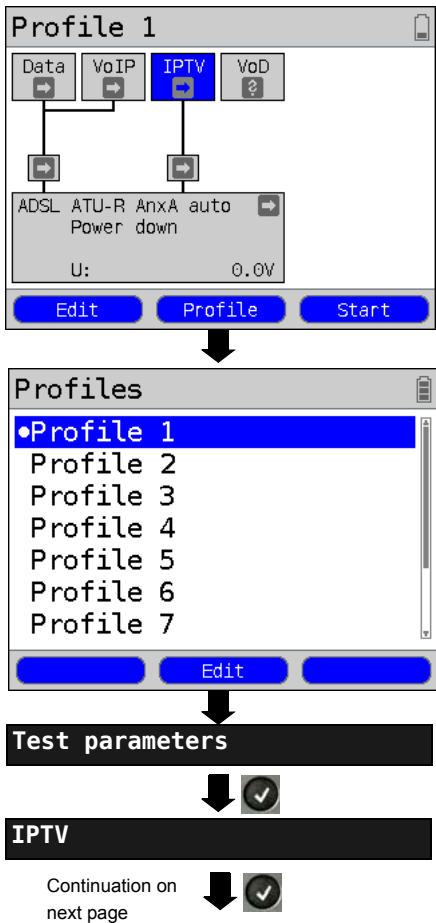 Profile 1
Data VoIP IPTV VoD
?
ADSL ATU-R AnxA auto
Power down
U: 0.0V
Edit Profile Start
Profiles
•Profile 1
Profile 2
Profile 3
Profile 4
Profile 5
Profile 6
Profile 7
Edit
Test parameters
IPTV
Continuation on
next page